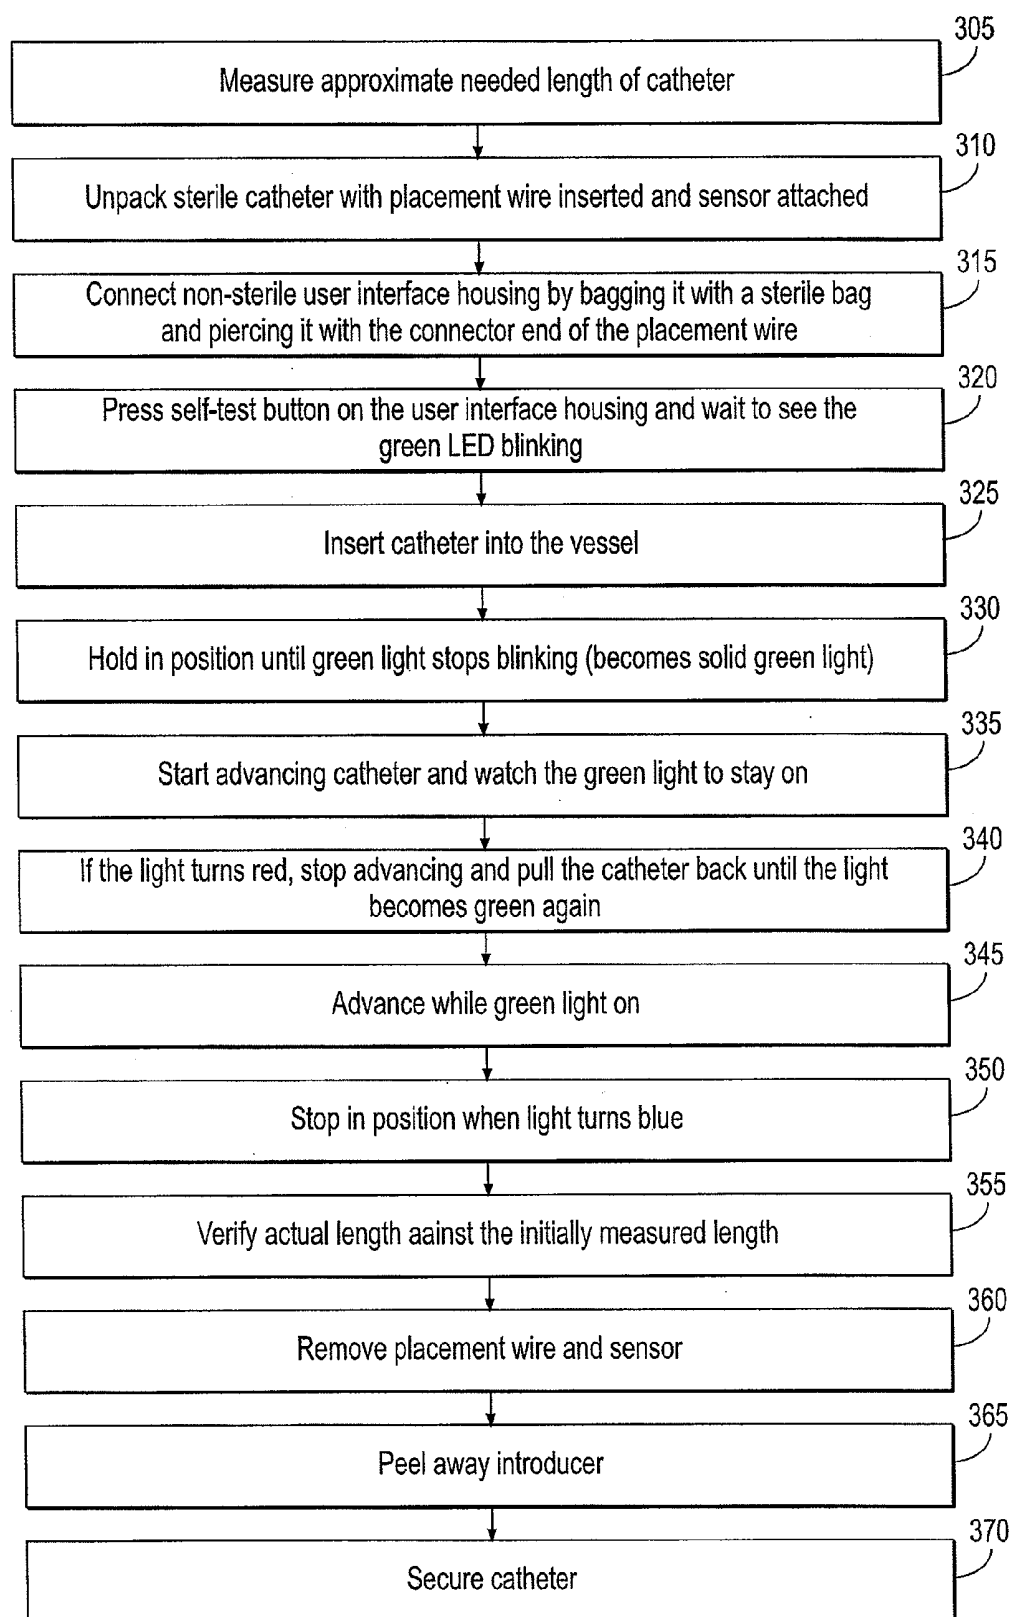 305
Measure approximate needed length of catheter
310
Unpack sterile catheter with placement wire inserted and sensor attached
315
Connect non-sterile user interface housing by bagging it with a sterile bag
and piercing it with the connector end of the placement wire
320
Press self-test button on the user interface housing and wait to see the
green LED blinking
325
Insert catheter into the vessel
330
Hold in position until green light stops blinking (becomes solid green light)
335
Start advancing catheter and watch the green light to stay on
340
If the light turns red, stop advancing and pull the catheter back until the light
becomes green again
345
Advance while green light on
350
Stop in position when light turns blue
355
Verify actual length aainst the initially measured length
360
Remove placement wire and sensor
365
Peel away introducer
370
Secure catheter